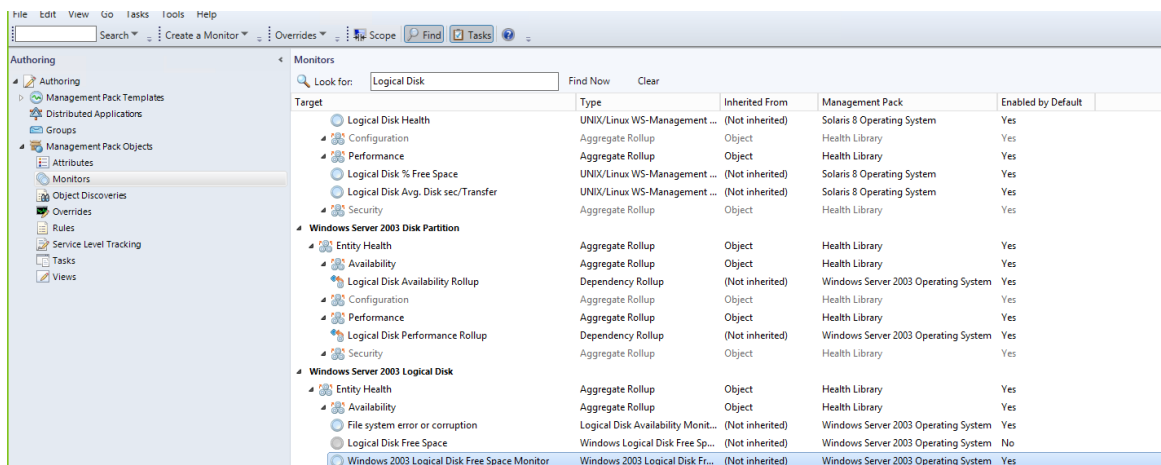 File Edit View Go Tasks Tools Help
Search Create a Monitor Overrides Scope Find Tasks
Authoring
Authoring
Management Pack Templates
Distributed Applications
Groups
Management Pack Objects
Attributes
Monitors
Object Discoveries
Overrides
Rules
Service Level Tracking
Tasks
Views
Monitors
Look for: Logical Disk Find Now Clear
Target Type Inherited From Management Pack Enabled by Default
Logical Disk Health UNIX/Linux WS-Management ... (Not inherited) Solaris 8 Operating System Yes
Configuration Aggregate Rollup Object Health Library Yes
Performance Aggregate Rollup Object Health Library Yes
Logical Disk % Free Space UNIX/Linux WS-Management ... (Not inherited) Solaris 8 Operating System Yes
Logical Disk Avg. Disk sec/Transfer UNIX/Linux WS-Management ... (Not inherited) Solaris 8 Operating System Yes
Security Aggregate Rollup Object Health Library Yes
Windows Server 2003 Disk Partition
Entity Health Aggregate Rollup Object Health Library Yes
Availability Aggregate Rollup Object Health Library Yes
Logical Disk Availability Rollup Dependency Rollup (Not inherited) Windows Server 2003 Operating System Yes
Configuration Aggregate Rollup Object Health Library Yes
Performance Aggregate Rollup Object Health Library Yes
Logical Disk Performance Rollup Dependency Rollup (Not inherited) Windows Server 2003 Operating System Yes
Security Aggregate Rollup Object Health Library Yes
Windows Server 2003 Logical Disk
Entity Health Aggregate Rollup Object Health Library Yes
Availability Aggregate Rollup Object Health Library Yes
File system error or corruption Logical Disk Availability Monit... (Not inherited) Windows Server 2003 Operating System Yes
Logical Disk Free Space Windows Logical Disk Free Sp... (Not inherited) Windows Server 2003 Operating System No
Windows 2003 Logical Disk Free Space Monitor Windows 2003 Logical Disk Fr... (Not inherited) Windows Server 2003 Operating System Yes